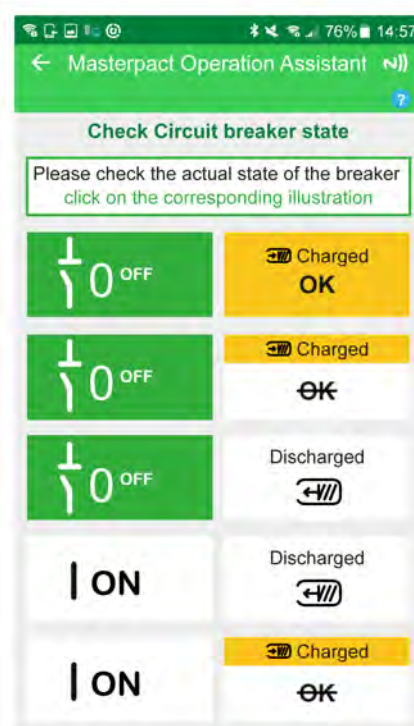 76% 14:57
Masterpact Operation Assistant
?
Check Circuit breaker state
Please check the actual state of the breaker
click on the corresponding illustration
0 OFF
Charged
OK
0 OFF
Charged
OK
0 OFF
Discharged
I ON
Discharged
I ON
Charged
OK